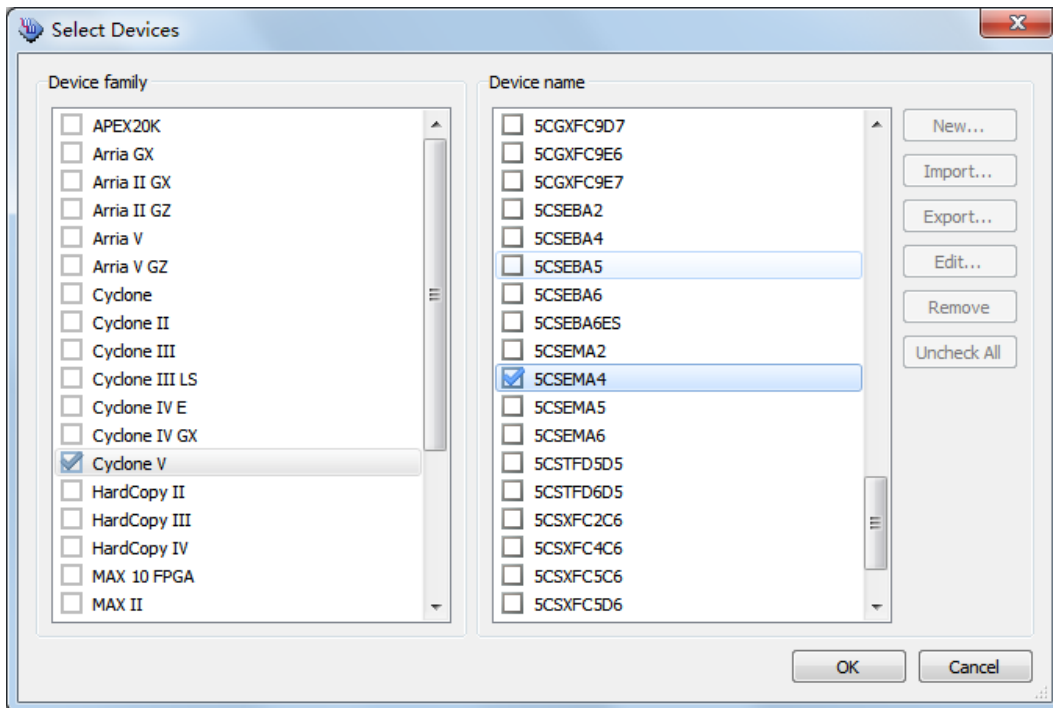 Select Devices
Device family
APEX20K
Arria GX
Arria II GX
Arria II GZ
Arria V
Arria V GZ
Cyclone
Cyclone II
Cyclone III
Cyclone III LS
Cyclone IV E
Cyclone IV GX
Cyclone V
HardCopy II
HardCopy III
HardCopy IV
MAX 10 FPGA
MAX II
Device name
5CGXFC9D7
5CGXFC9E6
5CGXFC9E7
5CSEBA2
5CSEBA4
5CSEBA5
5CSEBA6
5CSEBA6ES
5CSEMA2
5CSEMA4
5CSEMA5
5CSEMA6
5CSTFD5D5
5CSTFD6D5
5CSXFC2C6
5CSXFC4C6
5CSXFC5C6
5CSXFC5D6
New...
Import...
Export...
Edit...
Remove
Uncheck All
OK
Cancel